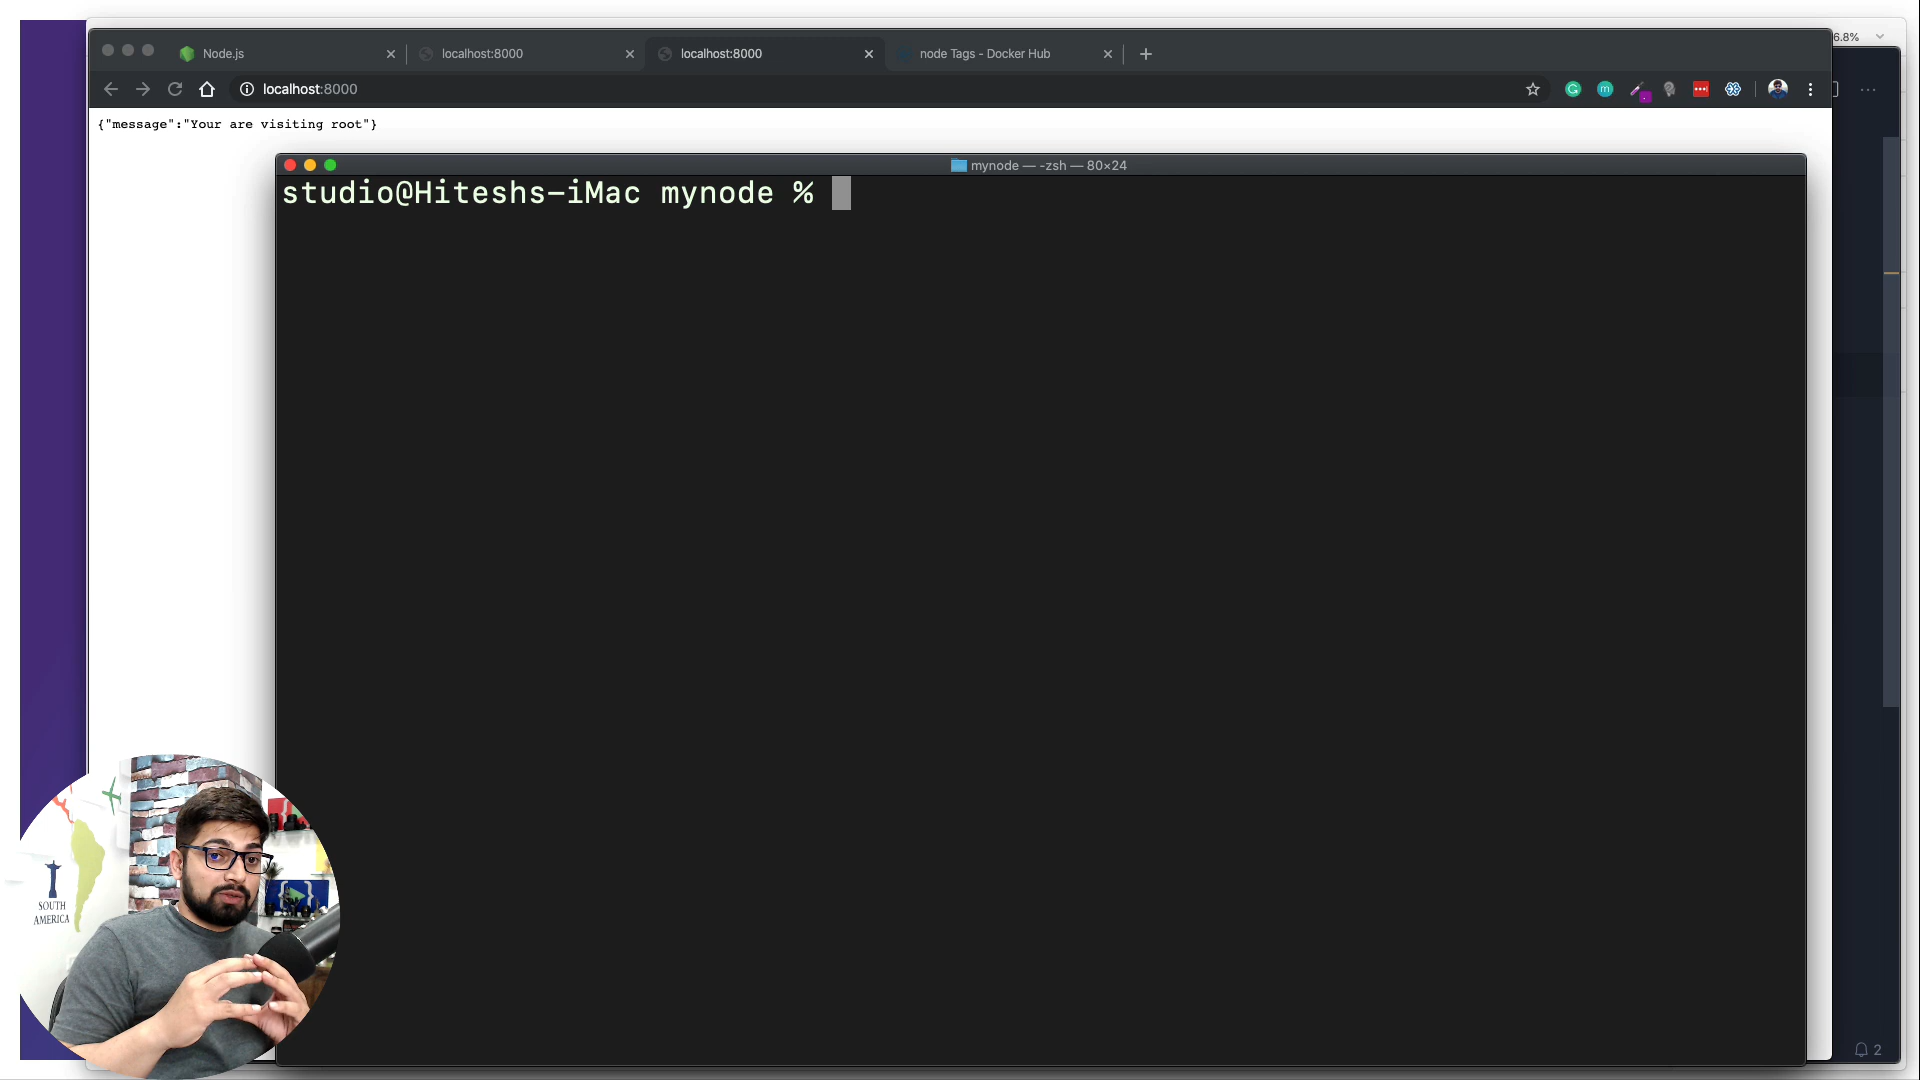 6.8%
Node.js
localhost:8000
localhost:8000
node Tags - Docker Hub
localhost:8000
{"message":"Your are visiting root"}
mynode — -zsh — 80×24
studio@Hiteshs-iMac mynode %
SOUTH
AMERICA
2